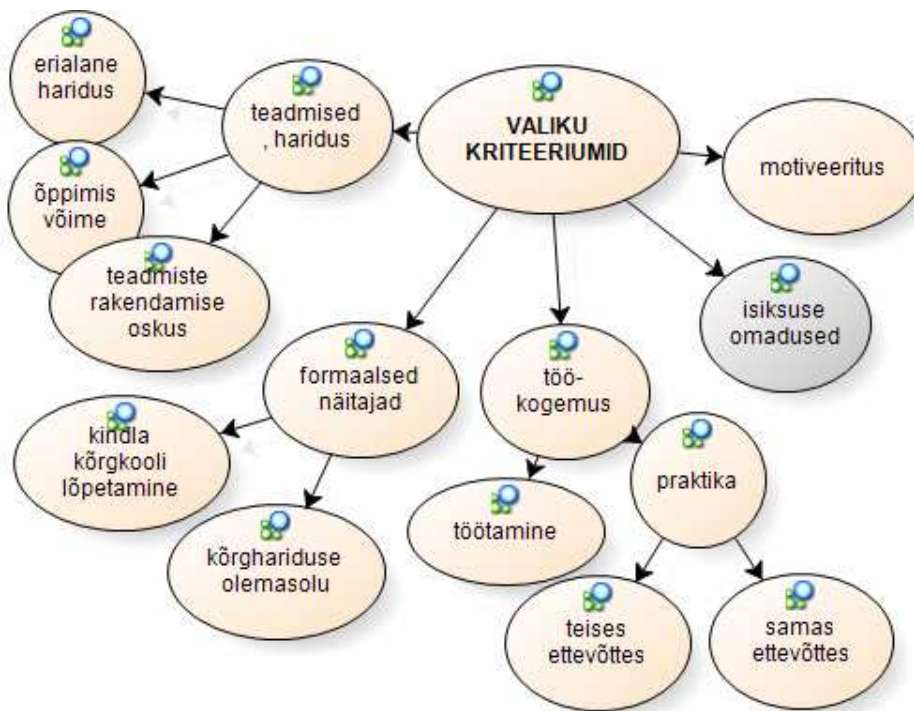 erialane
haridus
teadmised
, haridus
VALIKU
KRITEERIUMID
motiveeritus
õppimis
võime
teadmiste
rakendamise
oskus
isiksuse
omadused
formaalsed
näitajad
töö-
kogemus
kindla
kõrgkooli
lõpetamine
praktika
töötamine
kõrghariduse
olemasolu
teises
ettevõttes
samas
ettevõttes